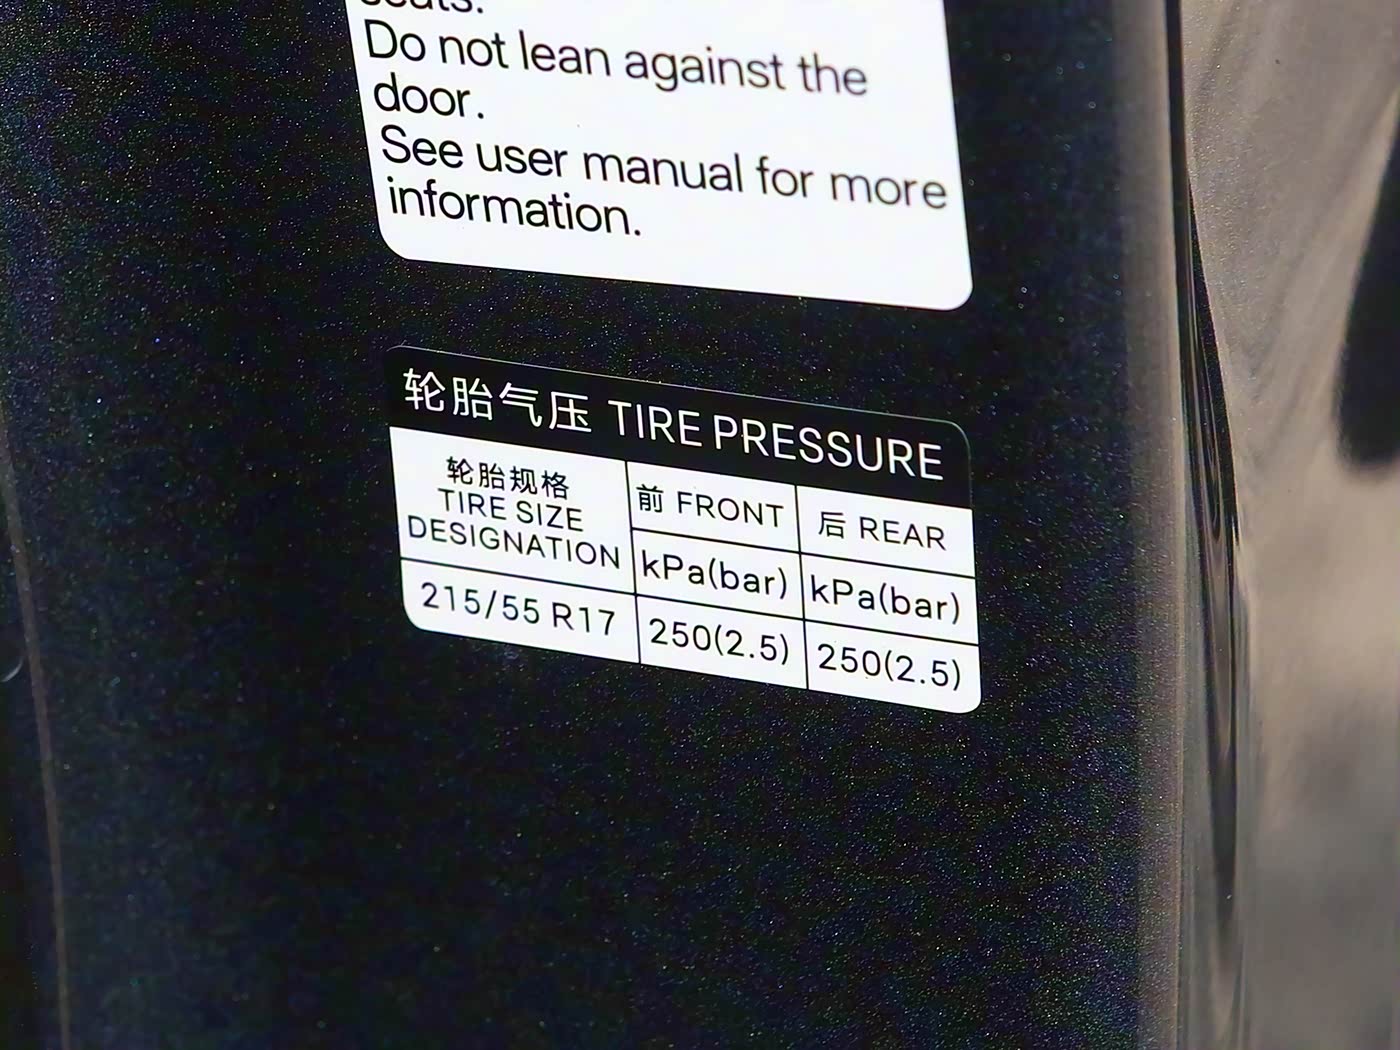 seats.
Do not lean against the
door.
See user manual for more
information.
轮胎气压 TIRE PRESSURE
轮胎规格
TIRE SIZE
DESIGNATION
前 FRONT
后 REAR
kPa(bar)
kPa(bar)
215/55 R17
250(2.5)
250(2.5)